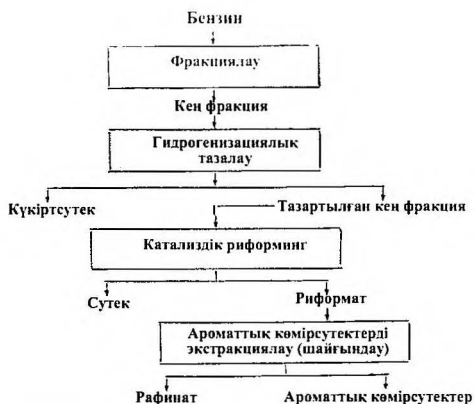 Бензин
Фракциялау
Кең фракция
Гидрогенизациялық
тазалау
Күкіртсутек
Тазартылған кең фракция
Катализдік риформинг
Сутек
Риформат
Ароматтық көмірсутектерді
экстракциялау (шайғындау)
Рафинат
Ароматтық көмірсутектер